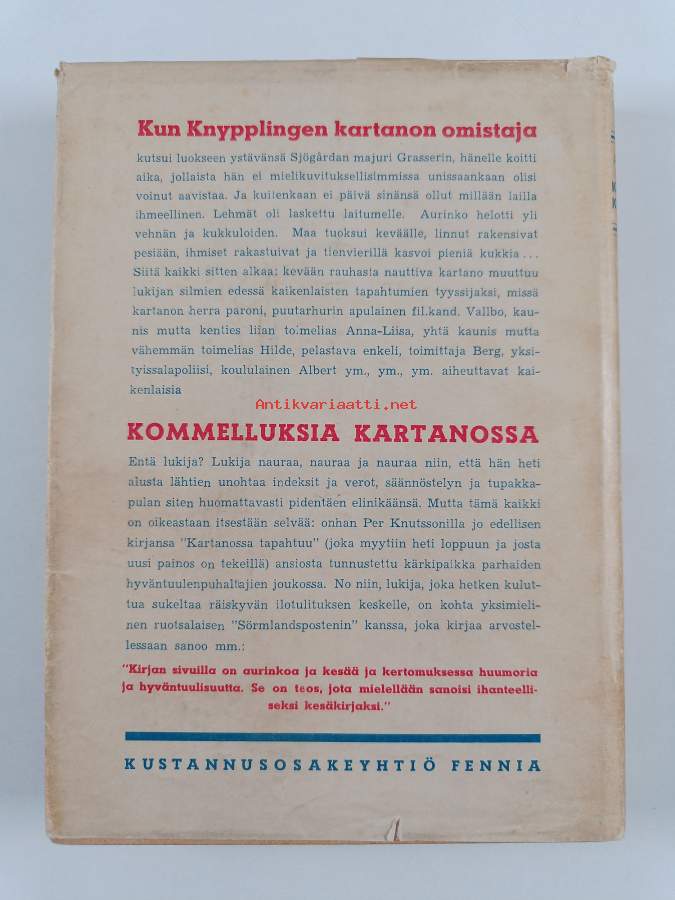 Kun Knypplingen kartanon omistaja
kutsui luokseen ystävänsä Sjögårdan majuri Grasserin, hänelle koitti
aika, jollaista hän ei mielikuvituksellisimmissa unissaankaan olisi
voinut aavistaa. Ja kuitenkaan ei päivä sinänsä ollut millään lailla
ihmeellinen. Lehmät oli laskettu laitumelle. Aurinko helotti yli
vehnän ja kukkuloiden. Maa tuoksui keväälle, linnut rakensivat
pesiään, ihmiset rakastuivat ja tienvierillä kasvoi pieniä kukkia ...
Siitä kaikki sitten alkaa: kevään rauhasta nauttiva kartano muuttuu
lukijan silmien edessä kaikenlaisten tapahtumien tyyssijaksi, missä
kartanon herra paroni, puutarhurin apulainen fil.kand. Vallbo, kau-
nis mutta kenties liian toimelias Anna-Liisa, yhtä kaunis mutta
vähemmän toimelias Hilde, pelastava enkeli, toimittaja Berg, yksi-
tyissalapoliisi, koululainen Albert ym., ym., ym. aiheuttavat kai-
kenlaisia
Antikvariaatti.net
KOMMELLUKSIA KARTANOSSA
Entä lukija? Lukija nauraa, nauraa ja nauraa niin, että hän heti
alusta lähtien unohtaa indeksit ja verot, säännöstelyn ja tupakka-
pulan siten huomattavasti pidentäen elinikäänsä. Mutta tämä kaikki
on oikeastaan itsestään selvää: onhan Per Knutssonilla jo edellisen
kirjansa "Kartanossa tapahtuu" (joka myytiin heti loppuun ja josta
uusi painos on tekeillä) ansiosta tunnustettu kärkipaikka parhaiden
hyväntuulenpuhaltajien joukossa. No niin, lukija, joka hetken kulut-
tua sukeltaa räiskyvän ilotulituksen keskelle, on kohta yksimieli-
nen ruotsalaisen "Sörmlandspostenin" kanssa, joka kirjaa arvostel-
lessaan sanoo mm.:
"Kirjan sivuilla on aurinkoa ja kesää ja kertomuksessa huumoria
ja hyväntuulisuutta. Se on teos, jota mielellään sanoisi ihanteelli-
seksi kesäkirjaksi."
KUSTANNUSOSAKEYHTIÖ FENNIA